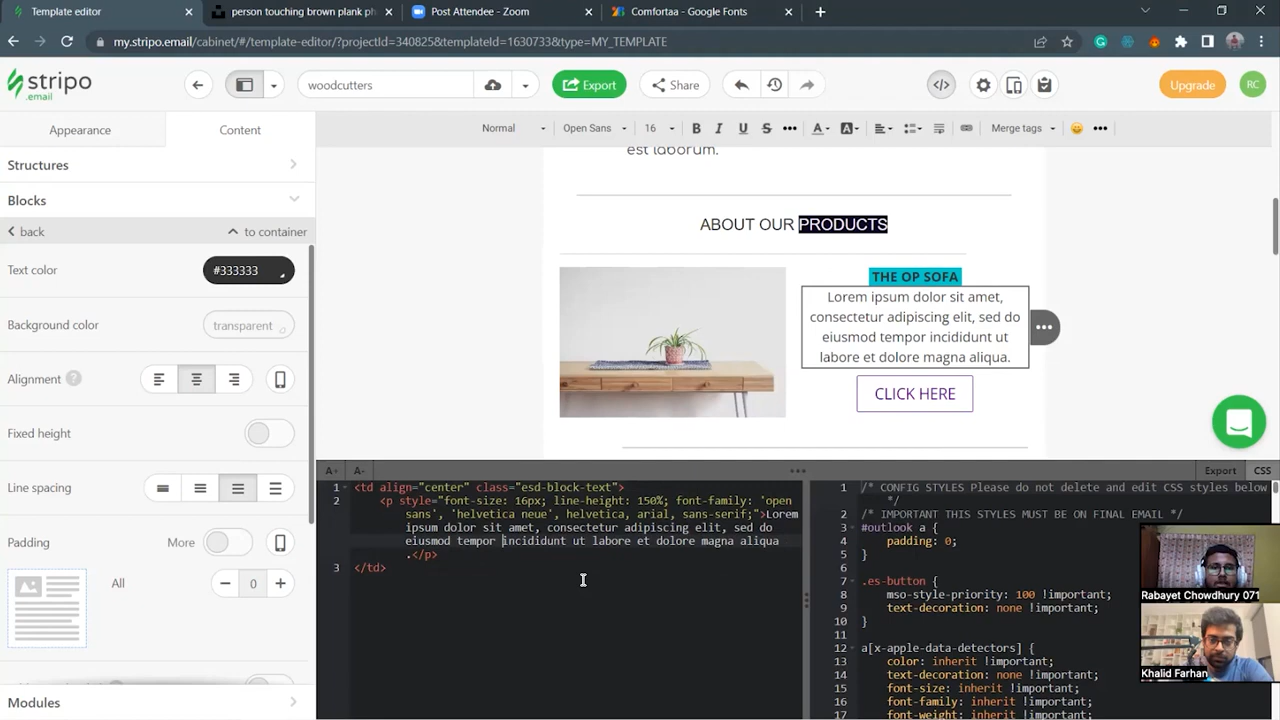 Template editor
person touching brown plank ph
Post Attendee - Zoom
Comfortaa - Google Fonts
my.stripo.email/cabinet/#/template-editor/?projectId=340825&templateId=1630733&type=MY_TEMPLATE
stripo
.email
woodcutters
Export
Share
Upgrade
RC
Appearance
Content
Normal
Open Sans
16
B
I
U
S
A
A
Merge tags
Structures
Blocks
back
to container
Text color
#333333
Background color
transparent
Alignment
?
Fixed height
Line spacing
Padding
More
All
- 0 +
Modules
est laborum.
ABOUT OUR PRODUCTS
THE OP SOFA
Lorem ipsum dolor sit amet,
consectetur adipiscing elit, sed do
eiusmod tempor incididunt ut
labore et dolore magna aliqua.
CLICK HERE
A+ A-
Export
CSS
1 <td align="center" class="esd-block-text">
2 <p style="font-size: 16px; line-height: 150%; font-family: 'open
sans', 'helvetica neue', helvetica, arial, sans-serif;">Lorem
ipsum dolor sit amet, consectetur adipiscing elit, sed do
eiusmod tempor incididunt ut labore et dolore magna aliqua
.</p>
3 </td>
1 /* CONFIG STYLES Please do not delete and edit CSS styles below
*/
2 /* IMPORTANT THIS STYLES MUST BE ON FINAL EMAIL */
3 #outlook a {
4 padding: 0;
5 }
6
7 .es-button {
8 mso-style-priority: 100 !important;
9 text-decoration: none !important;
10 }
11
12 a[x-apple-data-detectors] {
13 color: inherit !important;
14 text-decoration: none !important;
15 font-size: inherit !important;
16 font-family: inherit !important;
17 font-weight: inherit !important;
Rabayet Chowdhury 071
Khalid Farhan